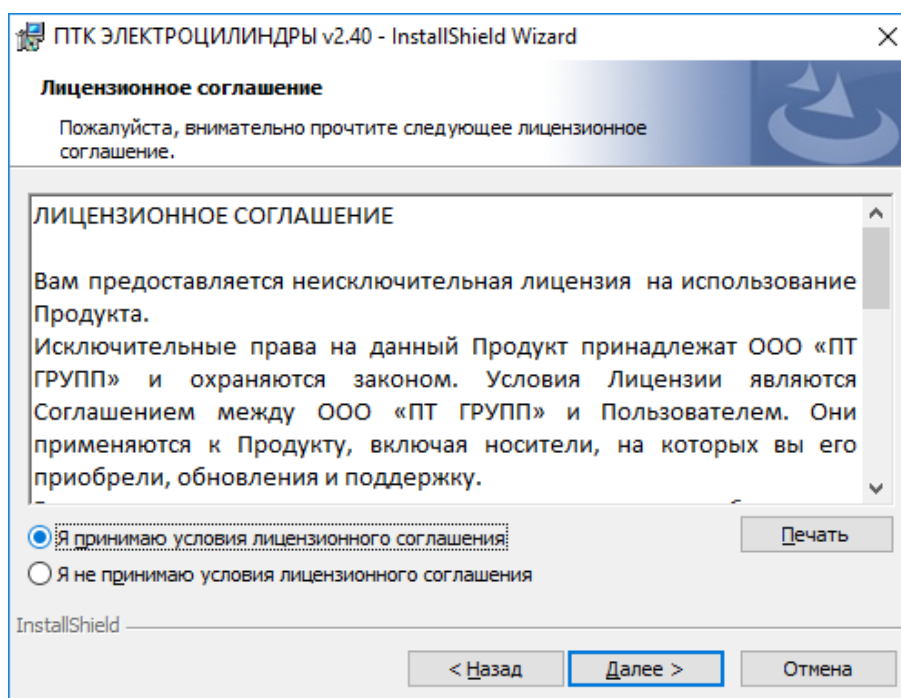 ПТК ЭЛЕКТРОЦИЛИНДРЫ v2.40 - InstallShield Wizard
Лицензионное соглашение
Пожалуйста, внимательно прочтите следующее лицензионное
соглашение.
ЛИЦЕНЗИОННОЕ СОГЛАШЕНИЕ
Вам предоставляется неисключительная лицензия на использование
Продукта.
Исключительные права на данный Продукт принадлежат ООО «ПТ
ГРУПП» и охраняются законом. Условия Лицензии являются
Соглашением между ООО «ПТ ГРУПП» и Пользователем. Они
применяются к Продукту, включая носители, на которых вы его
приобрели, обновления и поддержку.
Я принимаю условия лицензионного соглашения
Печать
Я не принимаю условия лицензионного соглашения
InstallShield
< Назад
Далее >
Отмена